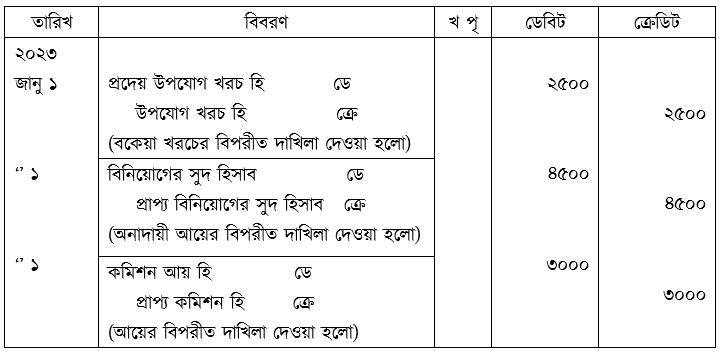 তারিখ বিবরণ খ পৃ ডেবিট ক্রেডিট
২০২৩
জানু ১ প্রদেয় উপযোগ খরচ হি ডে ২৫০০
উপযোগ খরচ হি ক্রে ২৫০০
(বকেয়া খরচের বিপরীত দাখিলা দেওয়া হলো)
“ ১ বিনিয়োগের সুদ হিসাব ডে ৪৫০০
প্রাপ্য বিনিয়োগের সুদ হিসাব ক্রে ৪৫০০
(অনাদায়ী আয়ের বিপরীত দাখিলা দেওয়া হলো)
“ ১ কমিশন আয় হি ডে ৩০০০
প্রাপ্য কমিশন হি ক্রে ৩০০০
(আয়ের বিপরীত দাখিলা দেওয়া হলো)